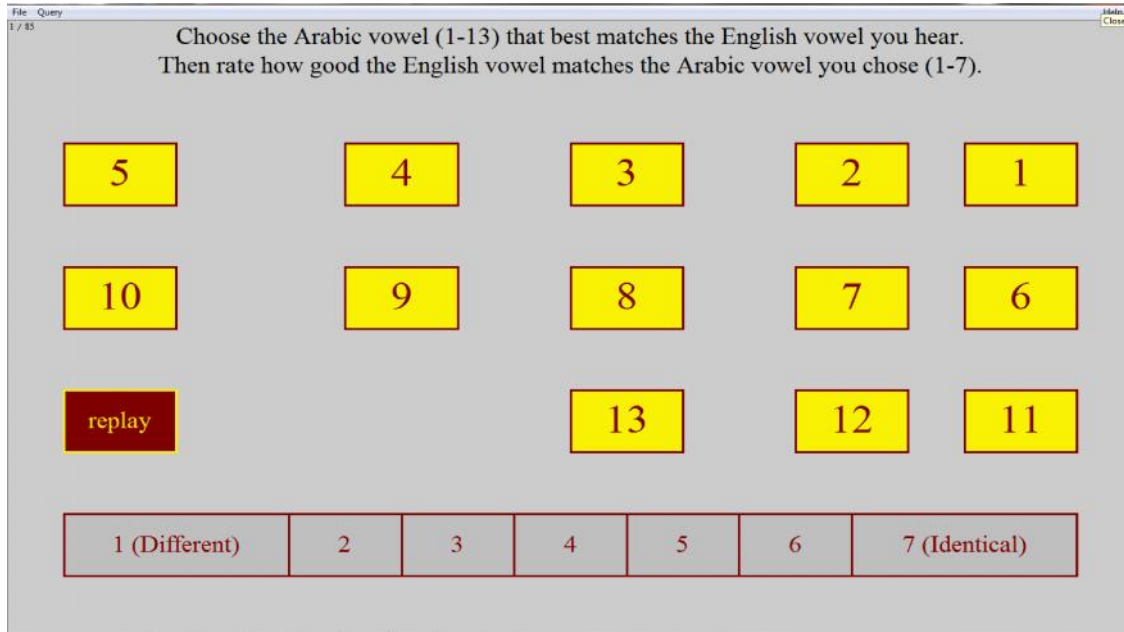 File Query
Help
1 / 85
Close
Choose the Arabic vowel (1-13) that best matches the English vowel you hear.
Then rate how good the English vowel matches the Arabic vowel you chose (1-7).
5 4 3 2 1
10 9 8 7 6
replay 13 12 11
1 (Different) 2 3 4 5 6 7 (Identical)